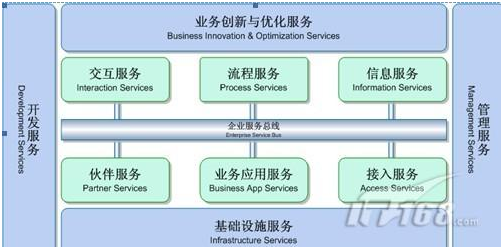 业务创新与优化服务
Business Innovation & Optimization Services
开发服务
Development Services
交互服务
Interaction Services
流程服务
Process Services
信息服务
Information Services
管理服务
Management Services
企业服务总线
Enterprise Service Bus
伙伴服务
Partner Services
业务应用服务
Business App Services
接入服务
Access Services
基础设施服务
Infrastructure Services
IT168.com